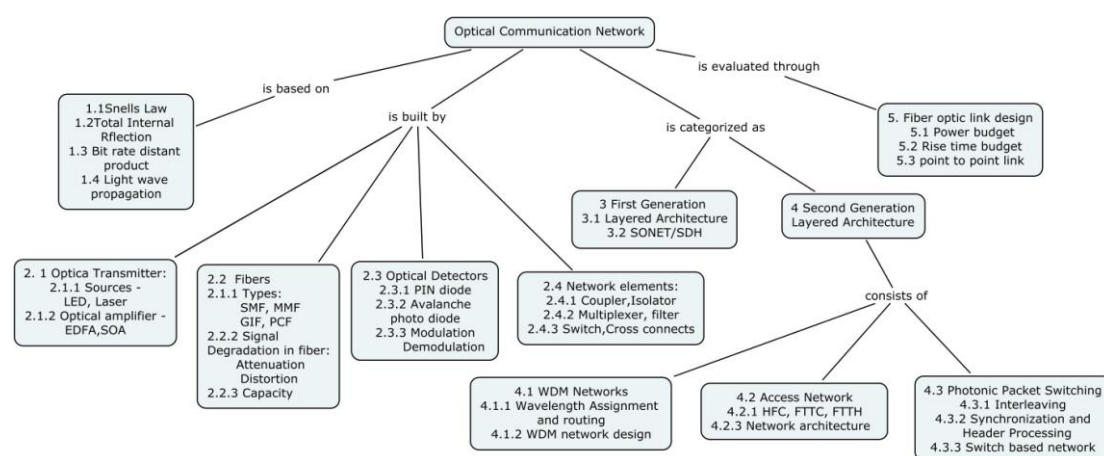 Optical Communication Network
is evaluated through
is based on
1.1Snells Law
1.2Total Internal
Rflection
1.3 Bit rate distant
product
1.4 Light wave
propagation
is built by
is categorized as
5. Fiber optic link design
5.1 Power budget
5.2 Rise time budget
5.3 point to point link
3 First Generation
3.1 Layered Architecture
3.2 SONET/SDH
4 Second Generation
Layered Architecture
2. 1 Optica Transmitter:
2.1.1 Sources -
LED, Laser
2.1.2 Optical amplifier -
EDFA,SOA
2.2 Fibers
2.1.1 Types:
SMF, MMF
GIF, PCF
2.2.2 Signal
Degradation in fiber:
Attenuation
Distortion
2.2.3 Capacity
2.3 Optical Detectors
2.3.1 PIN diode
2.3.2 Avalanche
photo diode
2.3.3 Modulation
Demodulation
2.4 Network elements:
2.4.1 Coupler,Isolator
2.4.2 Multiplexer, filter
2.4.3 Switch,Cross connects
consists of
4.1 WDM Networks
4.1.1 Wavelength Assignment
and routing
4.1.2 WDM network design
4.2 Access Network
4.2.1 HFC, FTTC, FTTH
4.2.3 Network architecture
4.3 Photonic Packet Switching
4.3.1 Interleaving
4.3.2 Synchronization and
Header Processing
4.3.3 Switch based network